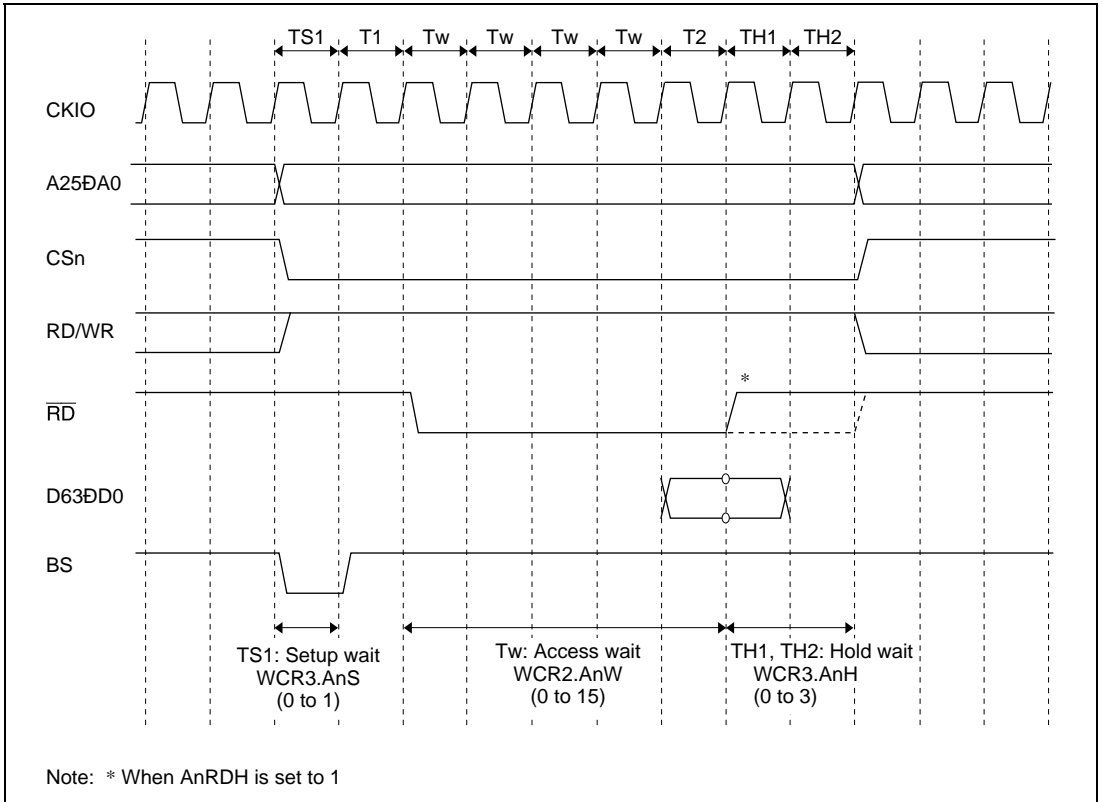 TS1 T1 Tw Tw Tw Tw T2 TH1 TH2
CKIO
A25ÐA0
CSn
RD/WR
*
RD
D63ÐD0
BS
TS1: Setup wait
WCR3.AnS
(0 to 1)
Tw: Access wait
WCR2.AnW
(0 to 15)
TH1, TH2: Hold wait
WCR3.AnH
(0 to 3)
Note: * When AnRDH is set to 1